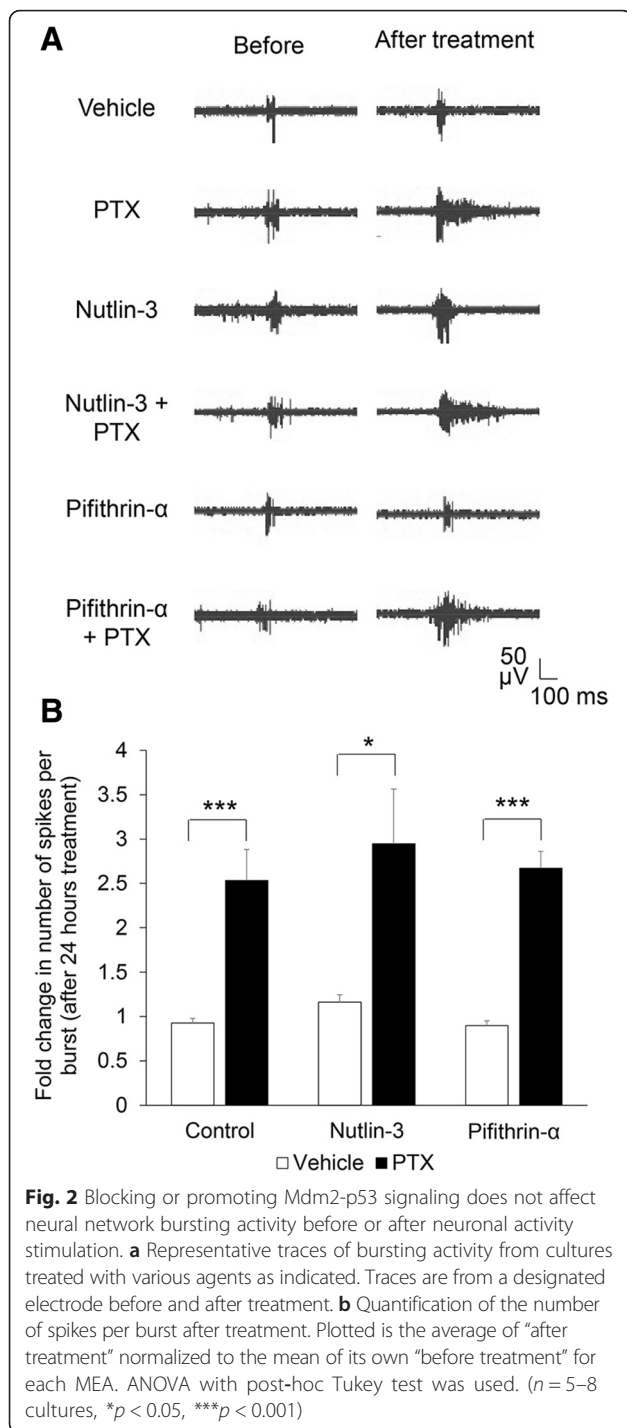 A
Before After treatment
Vehicle
PTX
Nutlin-3
Nutlin-3 +
PTX
Pifithrin-α
Pifithrin-α
+ PTX
50
µV
100 ms
B
Fold change in number of spikes per
burst (after 24 hours treatment)
4
3.5
3
2.5
2
1.5
1
0.5
0
***
*
***
Control Nutlin-3 Pifithrin-α
□ Vehicle ■ PTX
Fig. 2 Blocking or promoting Mdm2-p53 signaling does not affect
neural network bursting activity before or after neuronal activity
stimulation. a Representative traces of bursting activity from cultures
treated with various agents as indicated. Traces are from a designated
electrode before and after treatment. b Quantification of the number
of spikes per burst after treatment. Plotted is the average of “after
treatment” normalized to the mean of its own “before treatment” for
each MEA. ANOVA with post-hoc Tukey test was used. (n = 5–8
cultures, *p < 0.05, ***p < 0.001)